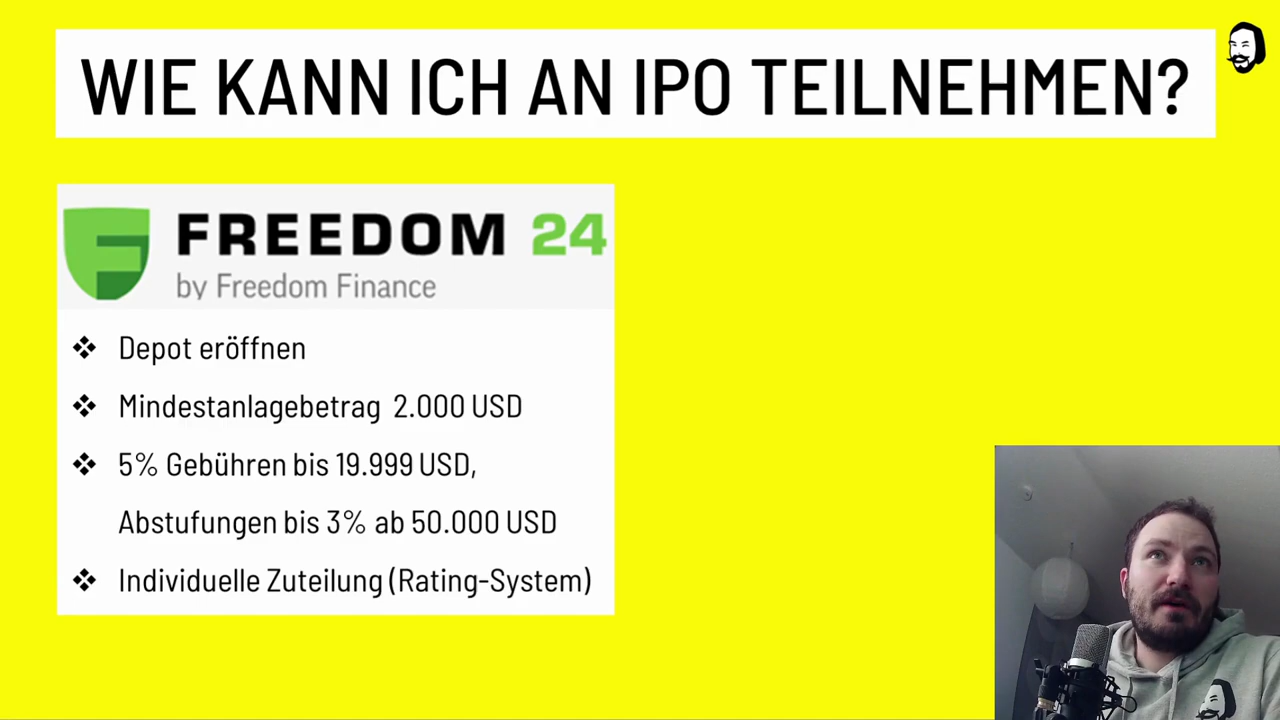 WIE KANN ICH AN IPO TEILNEHMEN?
FREEDOM 24
by Freedom Finance
❖ Depot eröffnen
❖ Mindestanlagebetrag 2.000 USD
❖ 5% Gebühren bis 19.999 USD,
Abstufungen bis 3% ab 50.000 USD
❖ Individuelle Zuteilung (Rating-System)